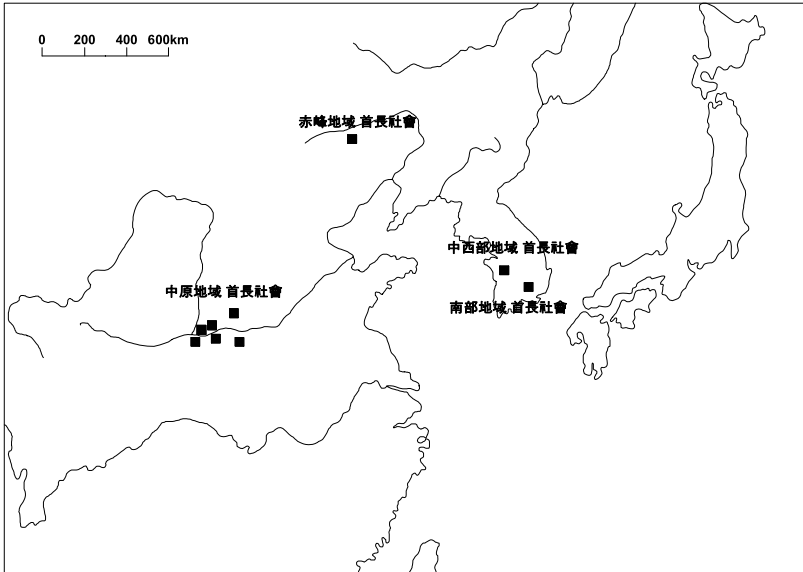 0 200 400 600km
赤峰地域 首長社會
中西部地域 首長社會
中原地域 首長社會
南部地域 首長社會